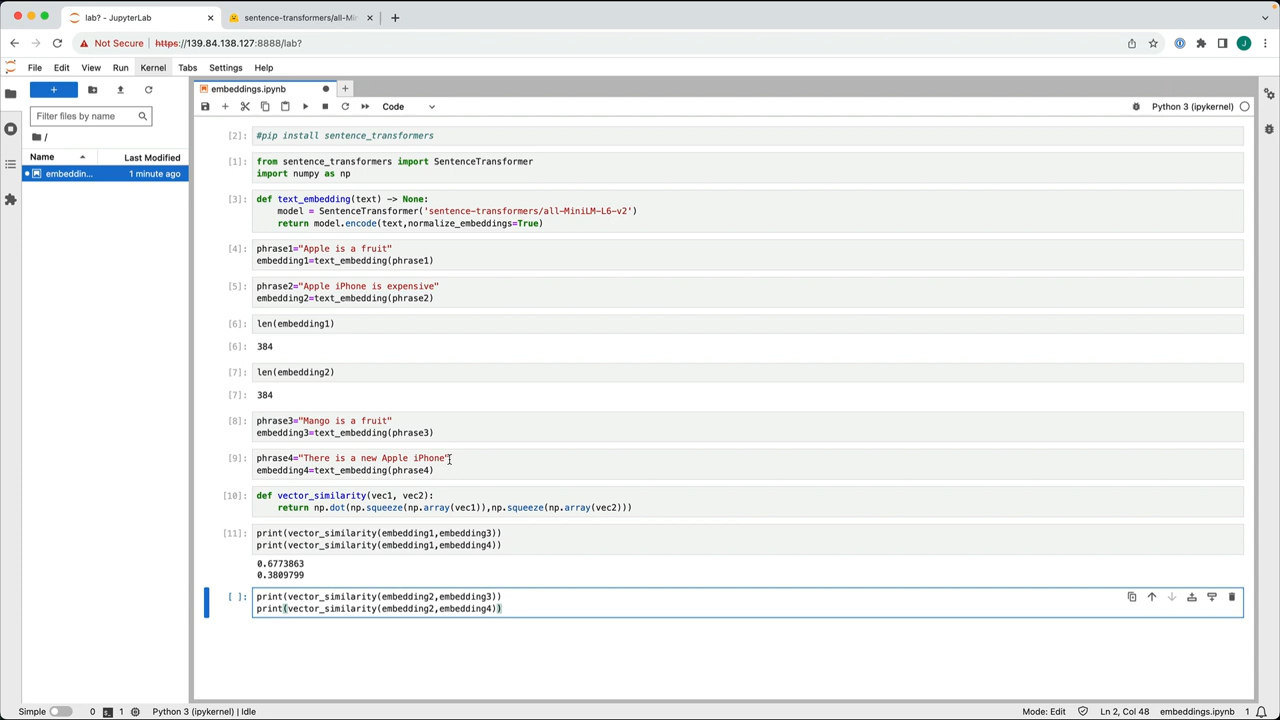 lab? - JupyterLab
sentence-transformers/all-Mi
Not Secure
https://139.84.138.127:8888/lab?
J
File Edit View Run Kernel Tabs Settings Help
embeddings.ipynb
Filter files by name
Code
Python 3 (ipykernel)
/
Name Last Modified
embeddin... 1 minute ago
[2]: #pip install sentence_transformers
[1]: from sentence_transformers import SentenceTransformer
import numpy as np
[3]: def text_embedding(text) -> None:
model = SentenceTransformer('sentence-transformers/all-MiniLM-L6-v2')
return model.encode(text,normalize_embeddings=True)
[4]: phrase1="Apple is a fruit"
embedding1=text_embedding(phrase1)
[5]: phrase2="Apple iPhone is expensive"
embedding2=text_embedding(phrase2)
[6]: len(embedding1)
[6]: 384
[7]: len(embedding2)
[7]: 384
[8]: phrase3="Mango is a fruit"
embedding3=text_embedding(phrase3)
[9]: phrase4="There is a new Apple iPhone"
embedding4=text_embedding(phrase4)
[10]: def vector_similarity(vec1, vec2):
return np.dot(np.squeeze(np.array(vec1)),np.squeeze(np.array(vec2)))
[11]: print(vector_similarity(embedding1,embedding3))
print(vector_similarity(embedding1,embedding4))
0.6773863
0.3809799
[ ]: print(vector_similarity(embedding2,embedding3))
print(vector_similarity(embedding2,embedding4))
Simple 0 1 Python 3 (ipykernel) | Idle
Mode: Edit Ln 2, Col 48 embeddings.ipynb 1